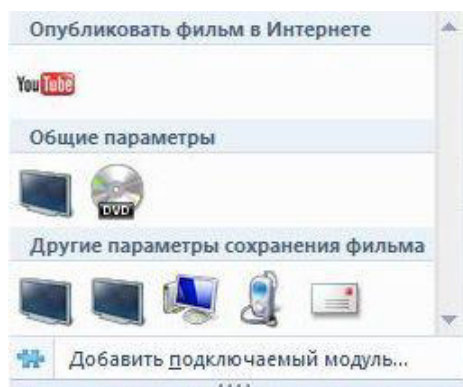 Опубликовать фильм в Интернете
YouTube
Общие параметры
DVD
Другие параметры сохранения фильма
Добавить подключаемый модуль...